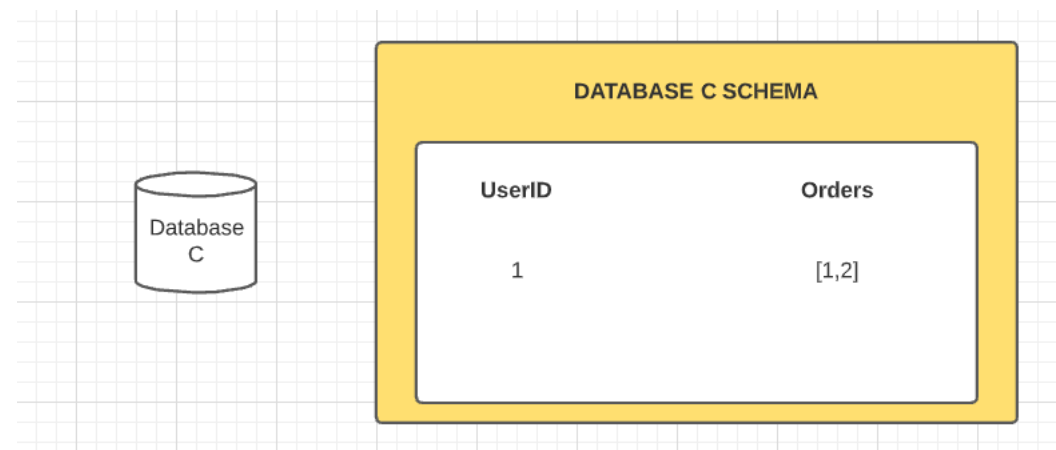 DATABASE C SCHEMA
Database
C
UserID Orders
1 [1,2]